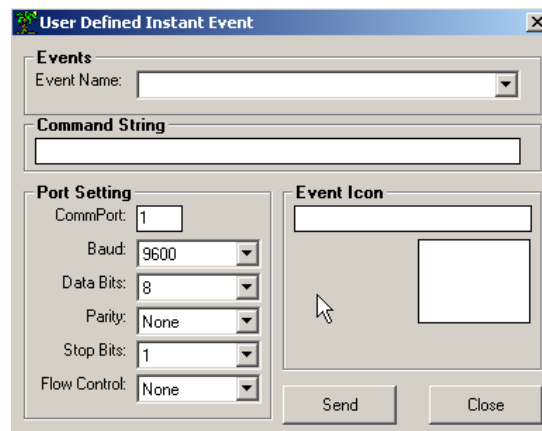 User Defined Instant Event
Events
Event Name:
Command String
Port Setting
CommPort: 1
Baud: 9600
Data Bits: 8
Parity: None
Stop Bits: 1
Flow Control: None
Event Icon
Send
Close